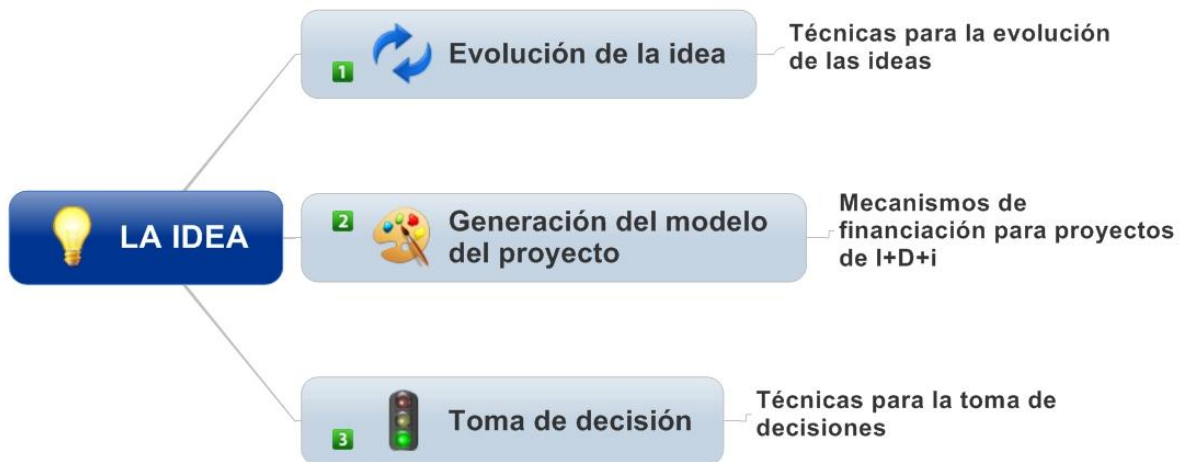 LA IDEA
1
Evolución de la idea
Técnicas para la evolución
de las ideas
2
Generación del modelo
del proyecto
Mecanismos de
financiación para proyectos
de I+D+i
3
Toma de decisión
Técnicas para la toma de
decisiones